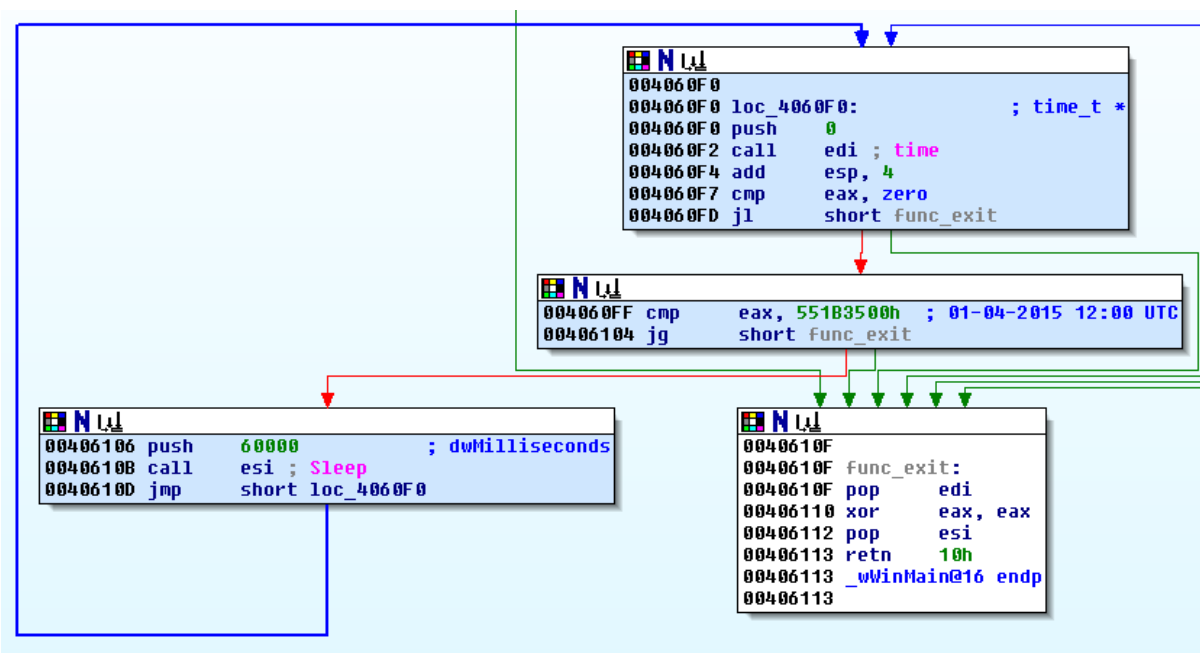 004060F0
004060F0 loc_4060F0: ; time_t *
004060F0 push 0
004060F2 call edi ; time
004060F4 add esp, 4
004060F7 cmp eax, zero
004060FD jl short func_exit
004060FF cmp eax, 551B3500h ; 01-04-2015 12:00 UTC
00406104 jg short func_exit
00406106 push 60000 ; dwMilliseconds
0040610B call esi ; Sleep
0040610D jmp short loc_4060F0
0040610F
0040610F func_exit:
0040610F pop edi
00406110 xor eax, eax
00406112 pop esi
00406113 retn 10h
00406113 _wWinMain@16 endp
00406113